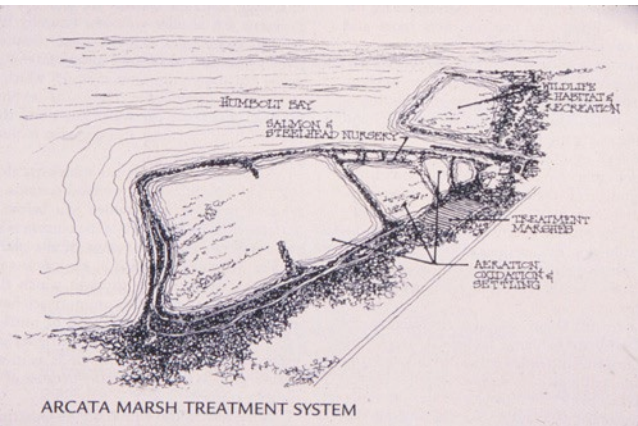 HUMBOLT BAY
SALMON &
STEELHEAD NURSERY
WILDLIFE
HABITAT &
RECREATION
TREATMENT
MARSHES
AERATION
OXIDATION &
SETTLING
ARCATA MARSH TREATMENT SYSTEM